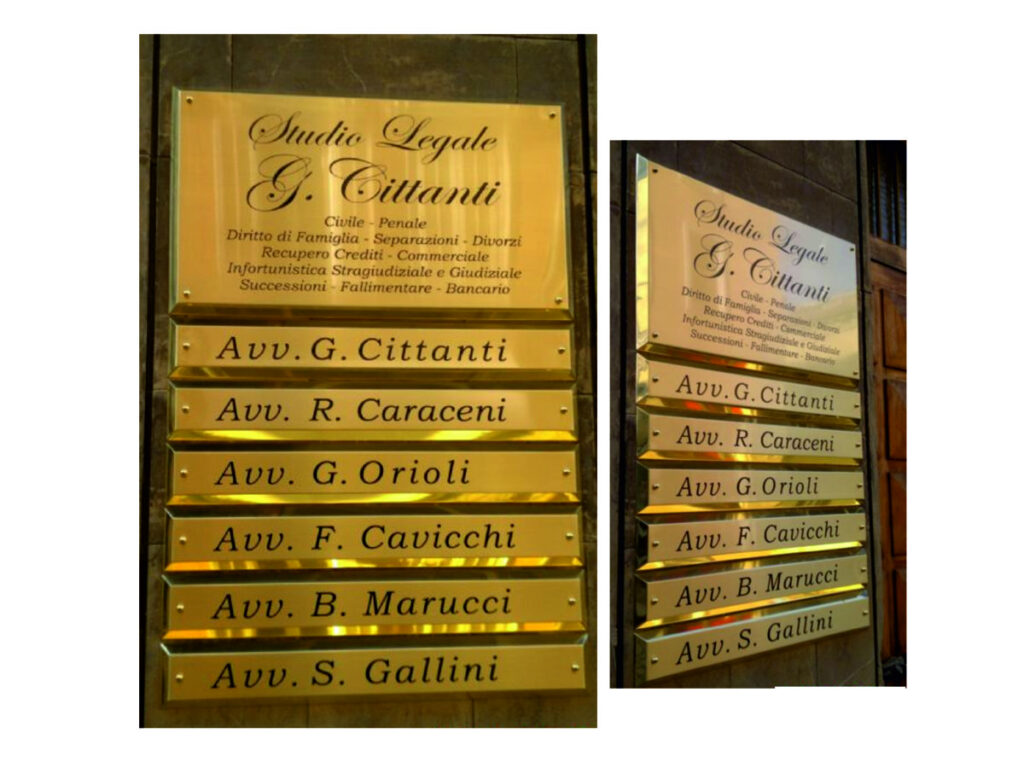 Studio Legale
G. Cittanti
Civile - Penale
Diritto di Famiglia - Separazioni - Divorzi
Recupero Crediti - Commerciale
Infortunistica Stragiudiziale e Giudiziale
Successioni - Fallimentare - Bancario
Avv. G. Cittanti
Avv. R. Caraceni
Avv. G. Orioli
Avv. F. Cavicchi
Avv. B. Marucci
Avv. S. Gallini
Studio Legale
G. Cittanti
Civile - Penale
Diritto di Famiglia - Separazioni - Divorzi
Recupero Crediti - Commerciale
Infortunistica Stragiudiziale e Giudiziale
Successioni - Fallimentare - Bancario
Avv. G. Cittanti
Avv. R. Caraceni
Avv. G. Orioli
Avv. F. Cavicchi
Avv. B. Marucci
Avv. S. Gallini